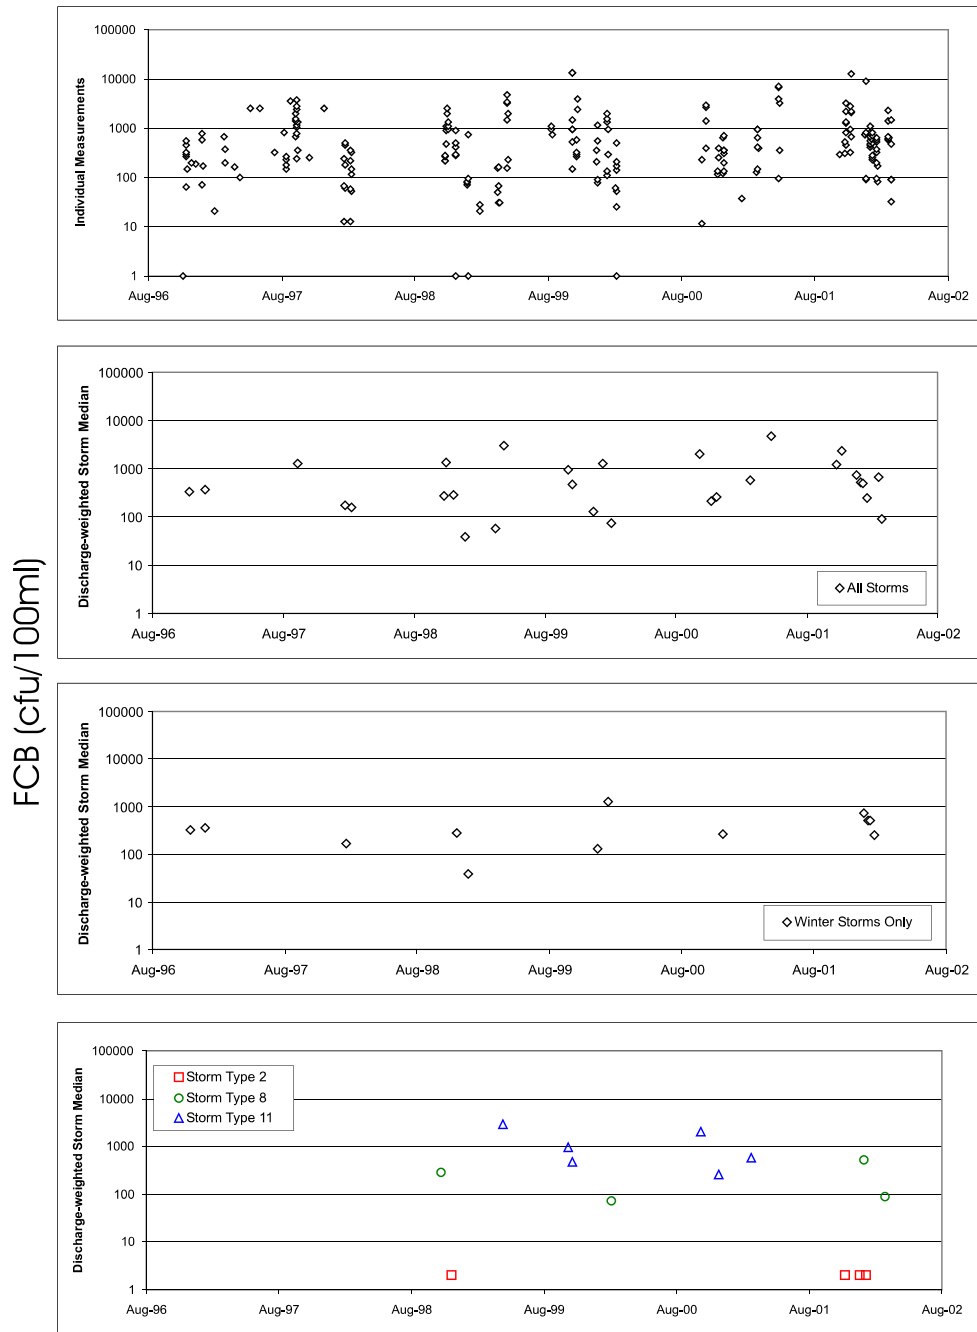 FCB (cfu/100ml)
Individual Measurements
100000
10000
1000
100
10
1
Aug-96 Aug-97 Aug-98 Aug-99 Aug-00 Aug-01 Aug-02
Discharge-weighted Storm Median
100000
10000
1000
100
10
1
All Storms
Aug-96 Aug-97 Aug-98 Aug-99 Aug-00 Aug-01 Aug-02
Discharge-weighted Storm Median
100000
10000
1000
100
10
1
Winter Storms Only
Aug-96 Aug-97 Aug-98 Aug-99 Aug-00 Aug-01 Aug-02
Discharge-weighted Storm Median
100000
10000
1000
100
10
1
Storm Type 2
Storm Type 8
Storm Type 11
Aug-96 Aug-97 Aug-98 Aug-99 Aug-00 Aug-01 Aug-02